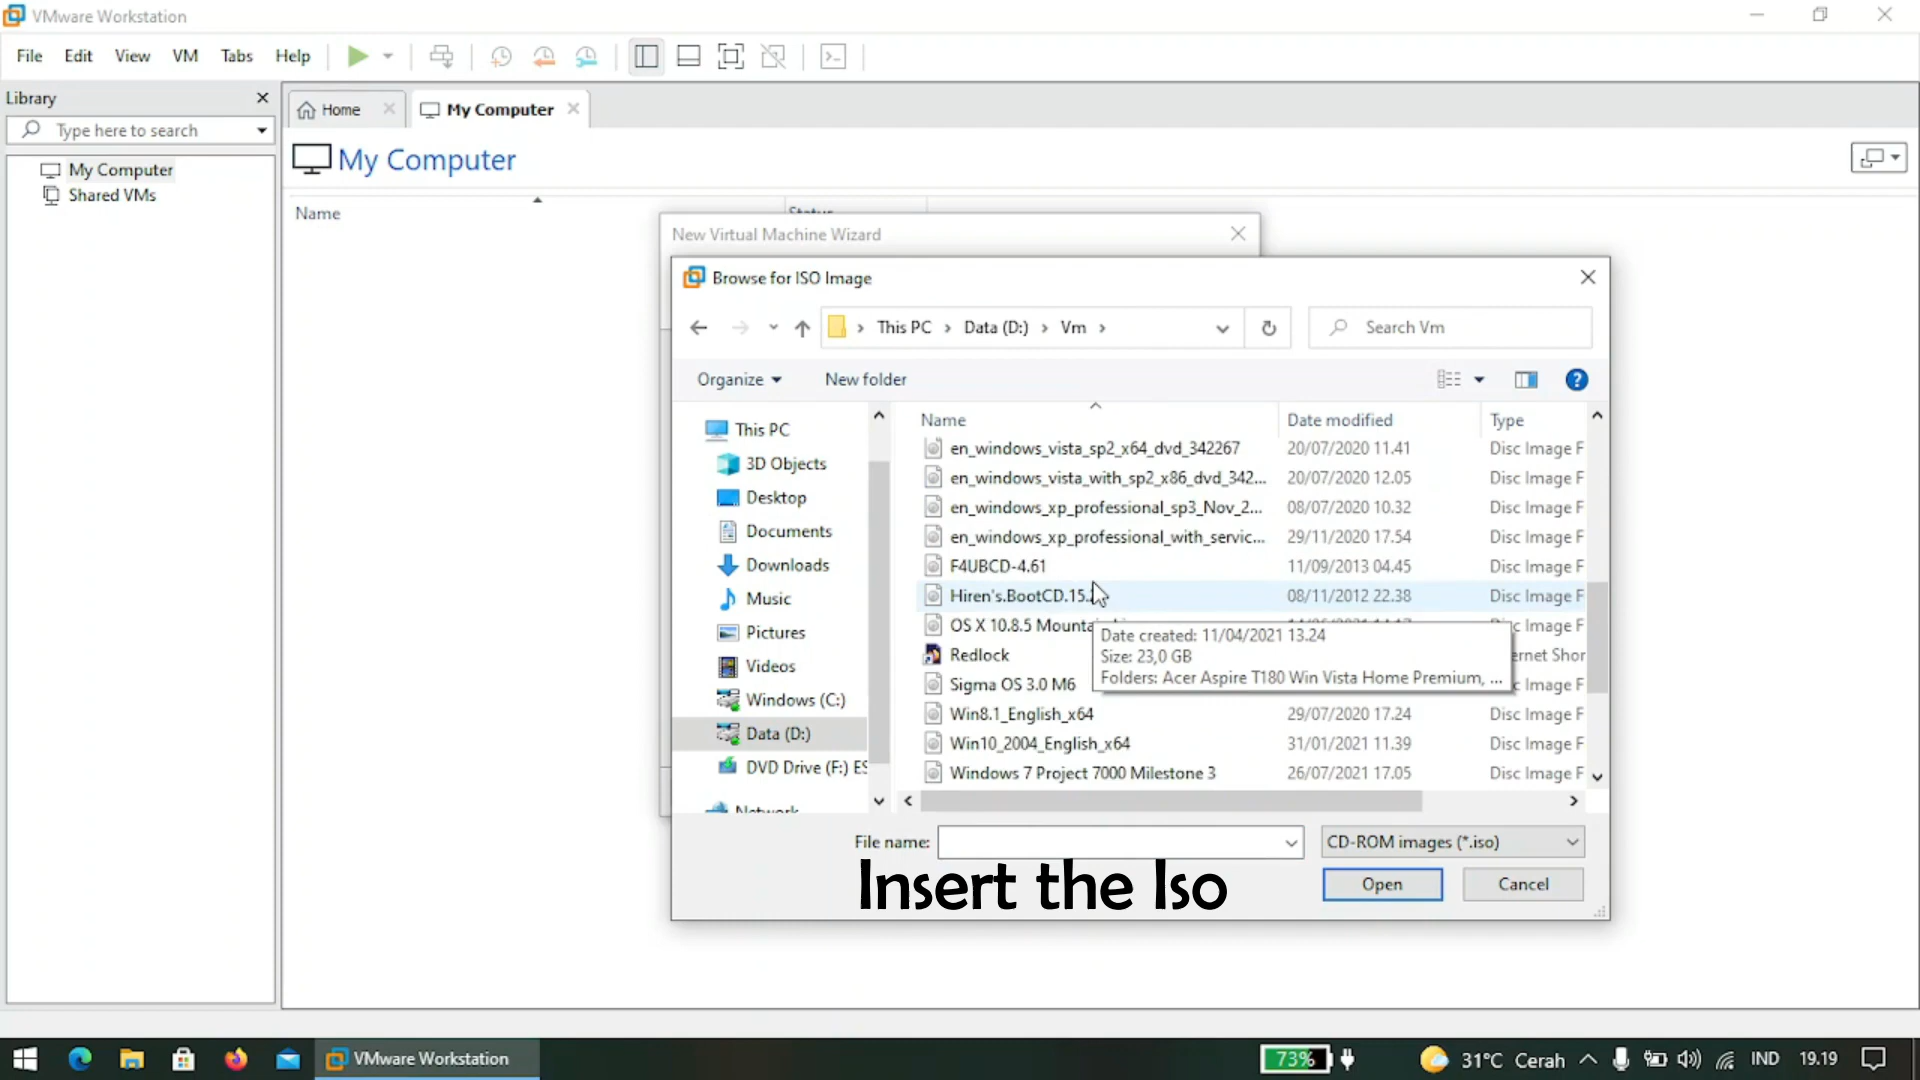 VMware Workstation
File Edit View VM Tabs Help
Library
Type here to search
My Computer
Shared VMs
Home
My Computer
My Computer
Name
New Virtual Machine Wizard
Browse for ISO Image
This PC > Data (D:) > Vm >
Search Vm
Organize
New folder
This PC
3D Objects
Desktop
Documents
Downloads
Music
Pictures
Videos
Windows (C:)
Data (D:)
DVD Drive (F:) ES
Name Date modified Type
en_windows_vista_sp2_x64_dvd_342267 20/07/2020 11.41 Disc Image F
en_windows_vista_with_sp2_x86_dvd_342... 20/07/2020 12.05 Disc Image F
en_windows_xp_professional_sp3_Nov_2... 08/07/2020 10.32 Disc Image F
en_windows_xp_professional_with_servic... 29/11/2020 17.54 Disc Image F
F4UBCD-4.61 11/09/2013 04.45 Disc Image F
Hiren's.BootCD.15. 08/11/2012 22.38 Disc Image F
OS X 10.8.5
Redlock
Sigma OS 3.0 M6
Date created: 11/04/2021 13.24
Size: 23,0 GB
Folders: Acer Aspire T180 Win Vista Home Premium, ...
Win8.1_English_x64 29/07/2020 17.24 Disc Image F
Win10_2004_English_x64 31/01/2021 11.39 Disc Image F
Windows 7 Project 7000 Milestone 3 26/07/2021 17.05 Disc Image F
File name:
CD-ROM images (*.iso)
Insert the Iso
Open
Cancel
VMware Workstation
73%
31°C Cerah
IND
19.19